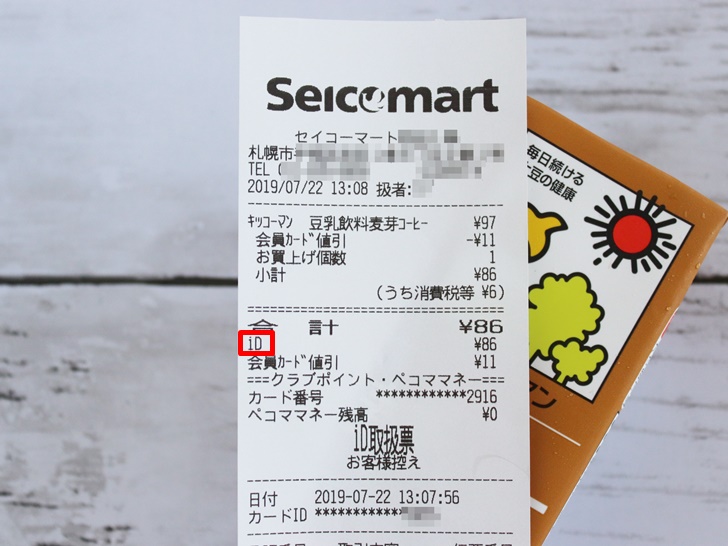 Seicomart
セイコーマート
札幌市
TEL
2019/07/22 13:08 扱者:
キッコーマン 豆乳飲料麦芽コーヒー ¥97
会員カード値引 -¥11
お買上げ個数 1
小計 ¥86
(うち消費税等 ¥6)
合 計 ¥86
iD ¥86
会員カード値引 ¥11
===クラブポイント・ペコママネー===
カード番号 ************2916
ペコママネー残高 ¥0
iD取扱票
お客様控え
日付 2019-07-22 13:07:56
カードID ************
毎日続ける
大豆の健康
マン